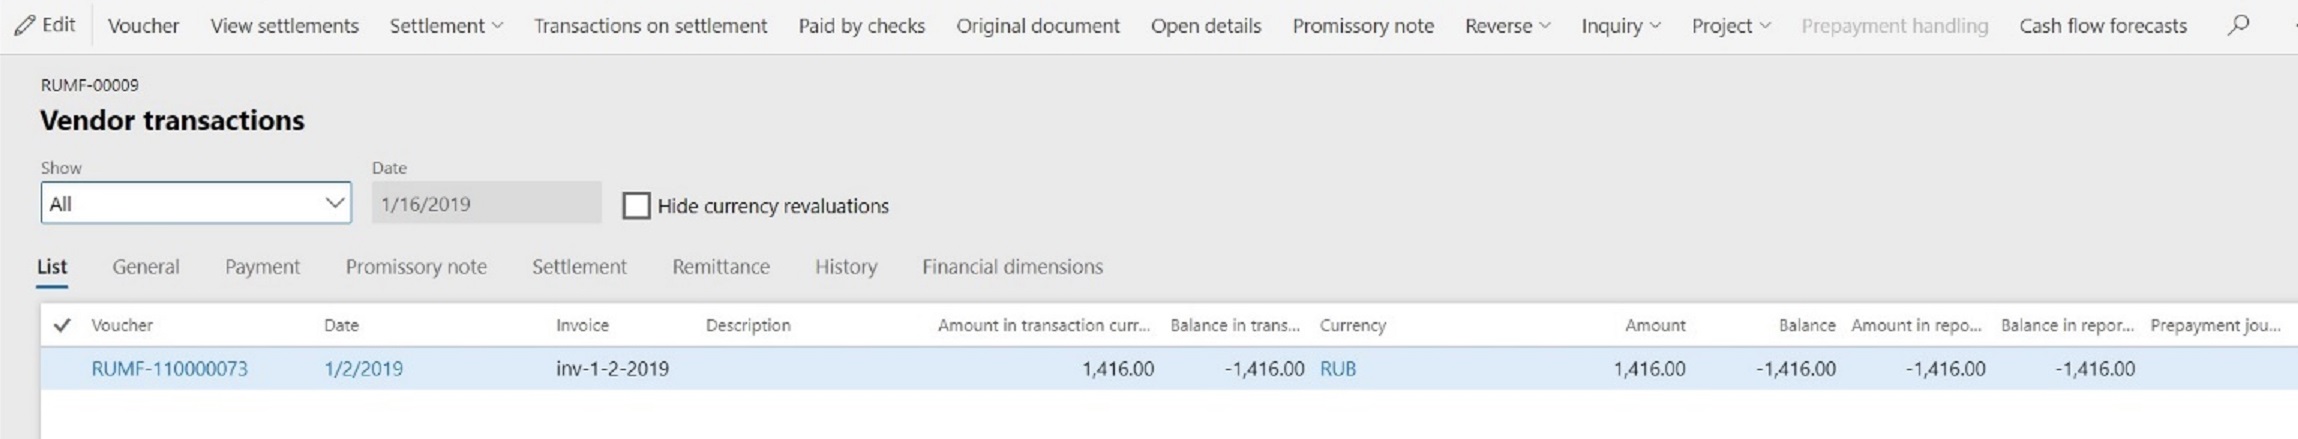 Edit Voucher View settlements Settlement Transactions on settlement Paid by checks Original document Open details Promissory note Reverse Inquiry Project Prepayment handling Cash flow forecasts
RUMF-00009
Vendor transactions
Show Date
All 1/16/2019 Hide currency revaluations
List General Payment Promissory note Settlement Remittance History Financial dimensions
Voucher Date Invoice Description Amount in transaction curr... Balance in trans... Currency Amount Balance Amount in repo... Balance in repor... Prepayment jou...
RUMF-110000073 1/2/2019 inv-1-2-2019 1,416.00 -1,416.00 RUB 1,416.00 -1,416.00 -1,416.00 -1,416.00